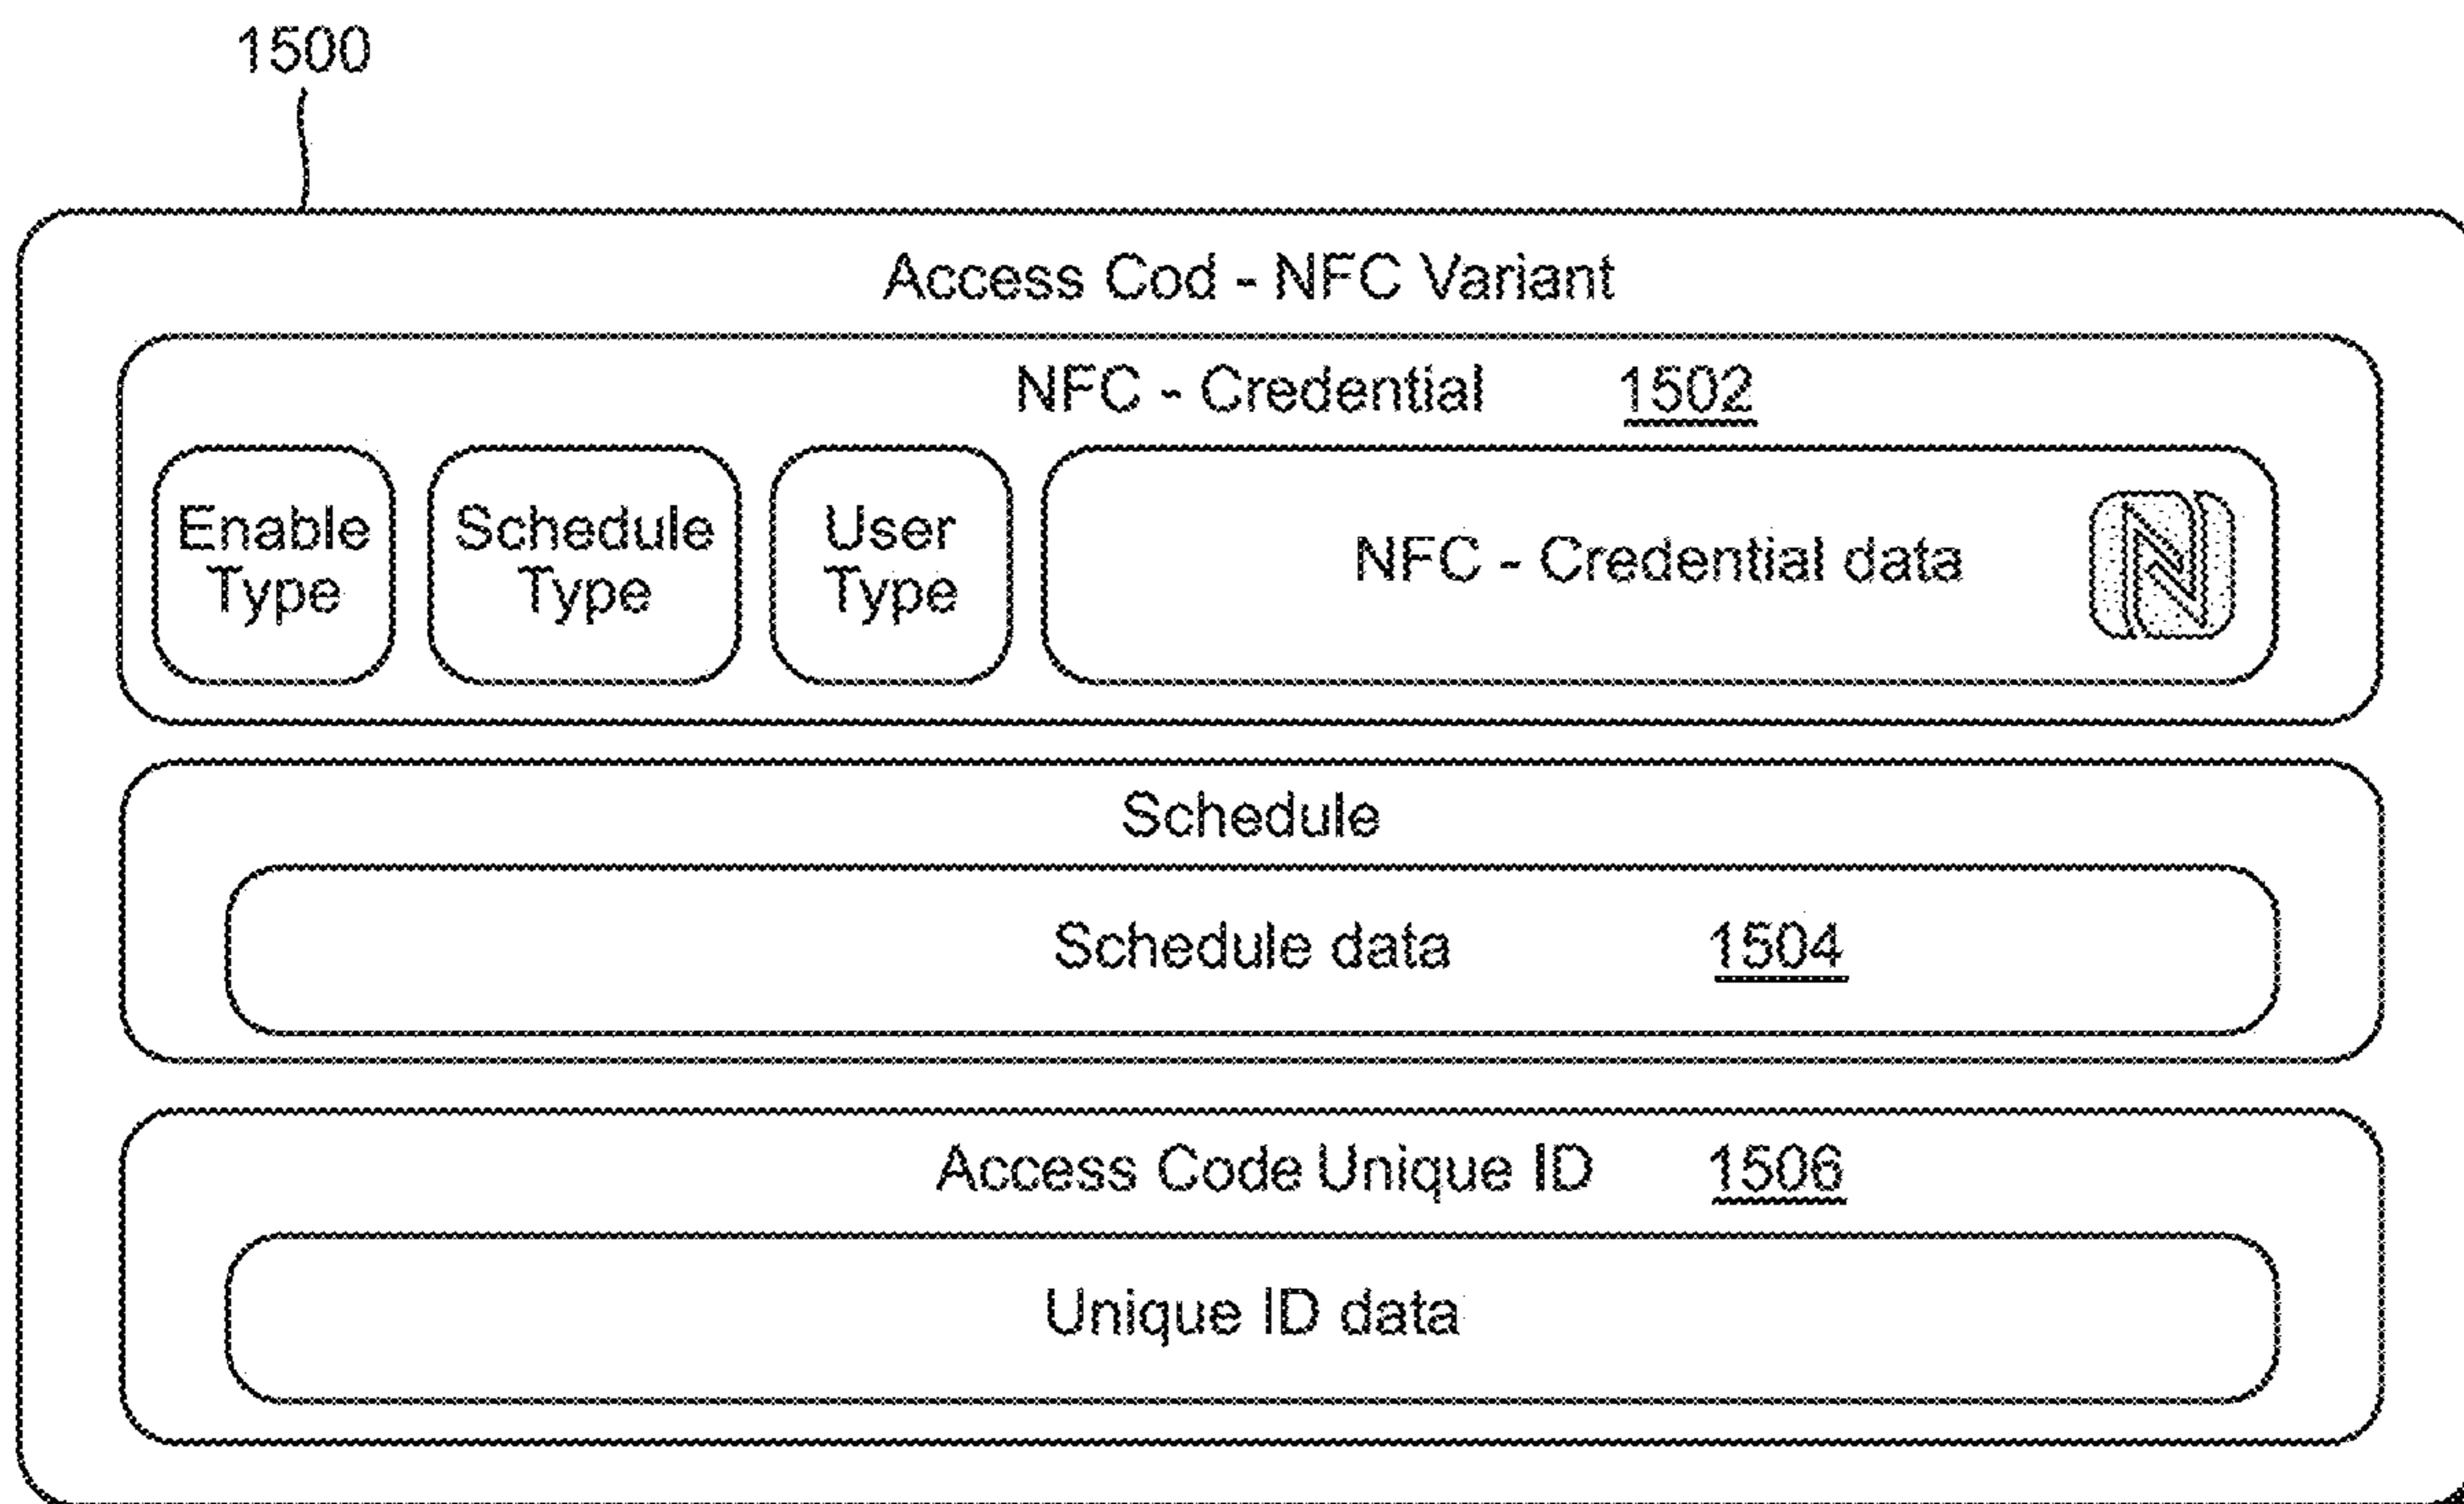 1500
Access Cod - NFC Variant
NFC - Credential 1502
Enable Type
Schedule Type
User Type
NFC - Credential data
Schedule
Schedule data 1504
Access Code Unique ID 1506
Unique ID data